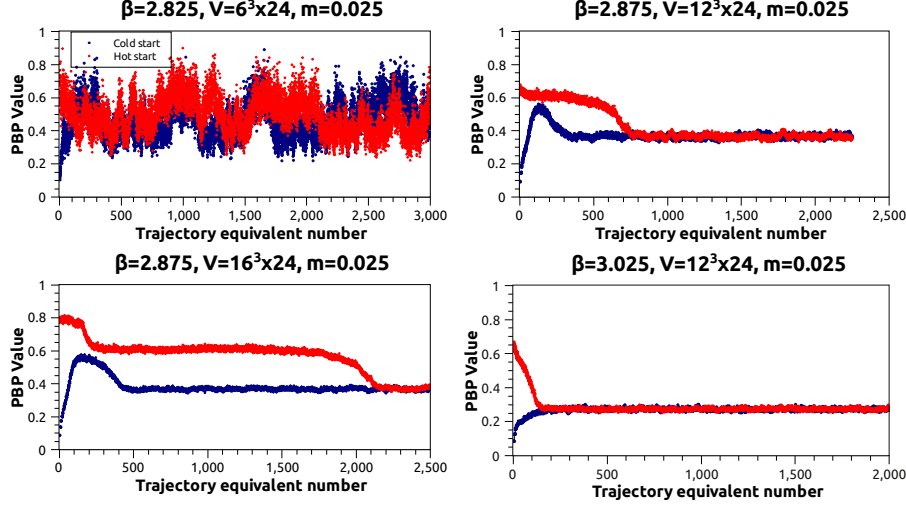 β=2.825, V=6³x24, m=0.025
1
0.8
0.6
0.4
0.2
0
PBP Value
Cold start
Hot start
0 500 1,000 1,500 2,000 2,500 3,000
Trajectory equivalent number
β=2.875, V=12³x24, m=0.025
1
0.8
0.6
0.4
0.2
0
PBP Value
0 500 1,000 1,500 2,000 2,500
Trajectory equivalent number
β=2.875, V=16³x24, m=0.025
1
0.8
0.6
0.4
0.2
0
PBP Value
0 500 1,000 1,500 2,000 2,500
Trajectory equivalent number
β=3.025, V=12³x24, m=0.025
1
0.8
0.6
0.4
0.2
0
PBP Value
0 500 1,000 1,500 2,000
Trajectory equivalent number